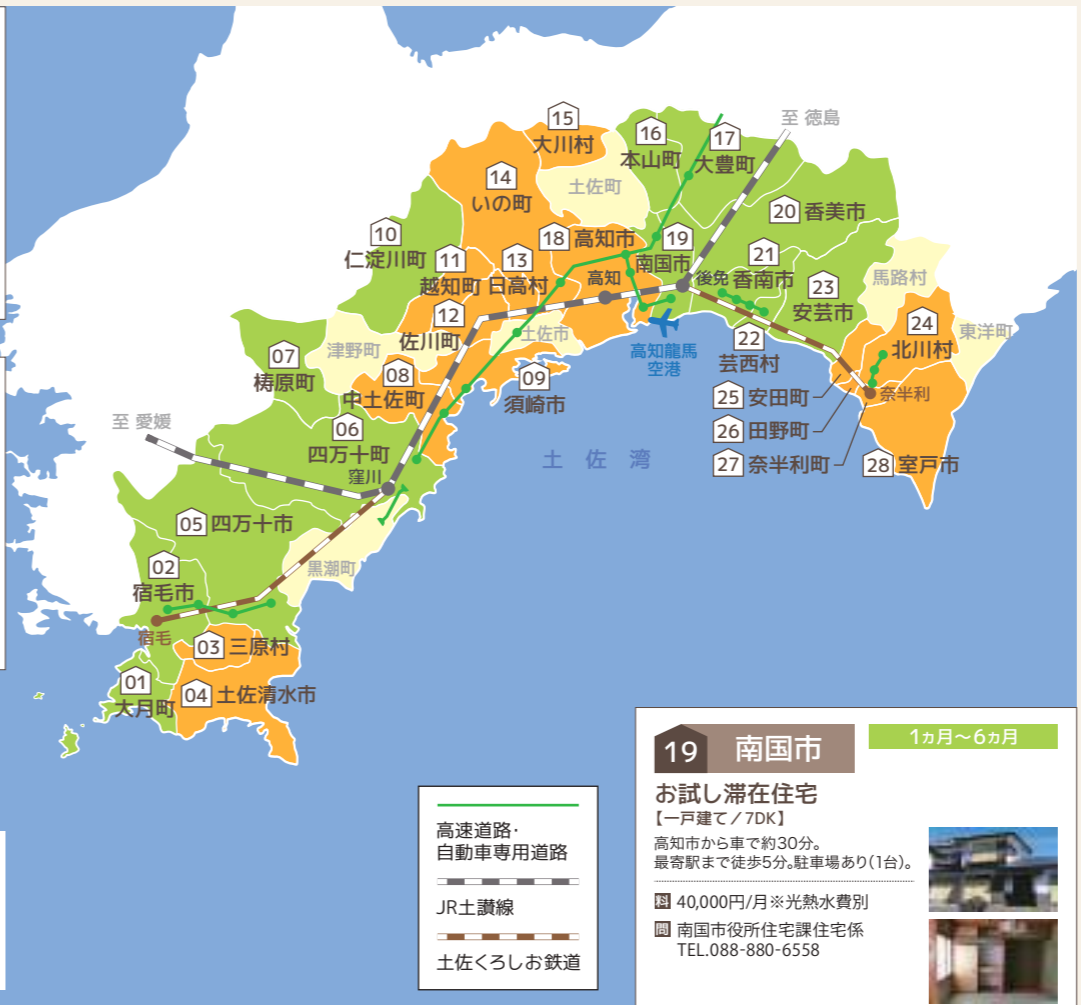 至 徳島
15
大川村
16
本山町
17
大豊町
14
いの町
土佐町
20 香美市
10
仁淀川町
11
越知町
13
日高村
18 高知市
高知
19
南国市
後免
21
香南市
23
安芸市
馬路村
24
北川村
東洋町
12
佐川町
土佐市
07
梼原町
津野町
08
中土佐町
09
須崎市
高知龍馬
空港
22
芸西村
25 安田町
26 田野町
27 奈半利町
奈半利
28 室戸市
至 愛媛
06
四万十町
窪川
土佐湾
05 四万十市
02
宿毛市
宿毛
黒潮町
03 三原村
01
大月町
04 土佐清水市
高速道路・
自動車専用道路
JR土讃線
土佐くろしお鉄道
19 南国市
1ヵ月～6ヵ月
お試し滞在住宅
【一戸建て／7DK】
高知市から車で約30分。
最寄駅まで徒歩5分。駐車場あり(1台)。
料 40,000円/月※光熱水費別
問 南国市役所住宅課住宅係
TEL.088-880-6558